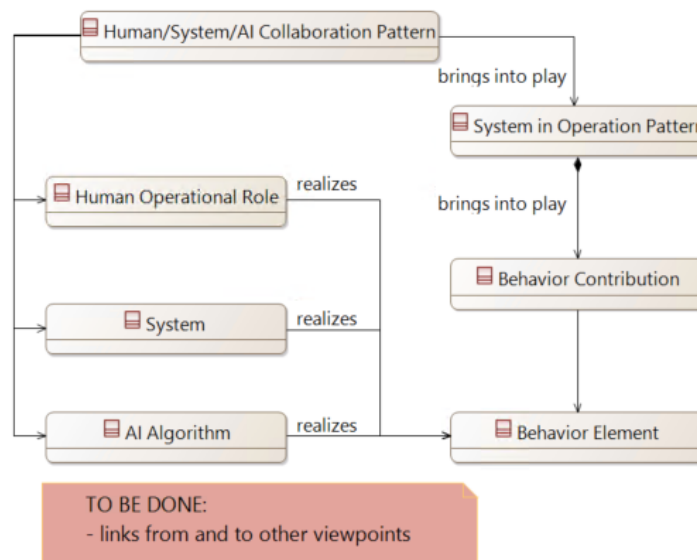 Human/System/AI Collaboration Pattern
brings into play
System in Operation Pattern
Human Operational Role
realizes
brings into play
Behavior Contribution
System
realizes
AI Algorithm
realizes
Behavior Element
TO BE DONE:
- links from and to other viewpoints